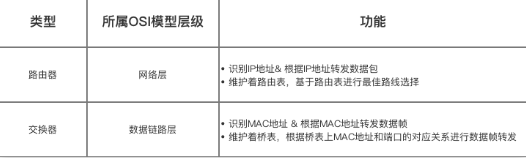 类型 所属OSI模型层级 功能
路由器 网络层
• 识别IP地址& 根据IP地址转发数据包
• 维护着路由表，基于路由表进行最佳路线选择
交换器 数据链路层
• 识别MAC地址 & 根据MAC地址转发数据帧
• 维护着桥表，根据桥表上MAC地址和端口的对应关系进行数据帧转发